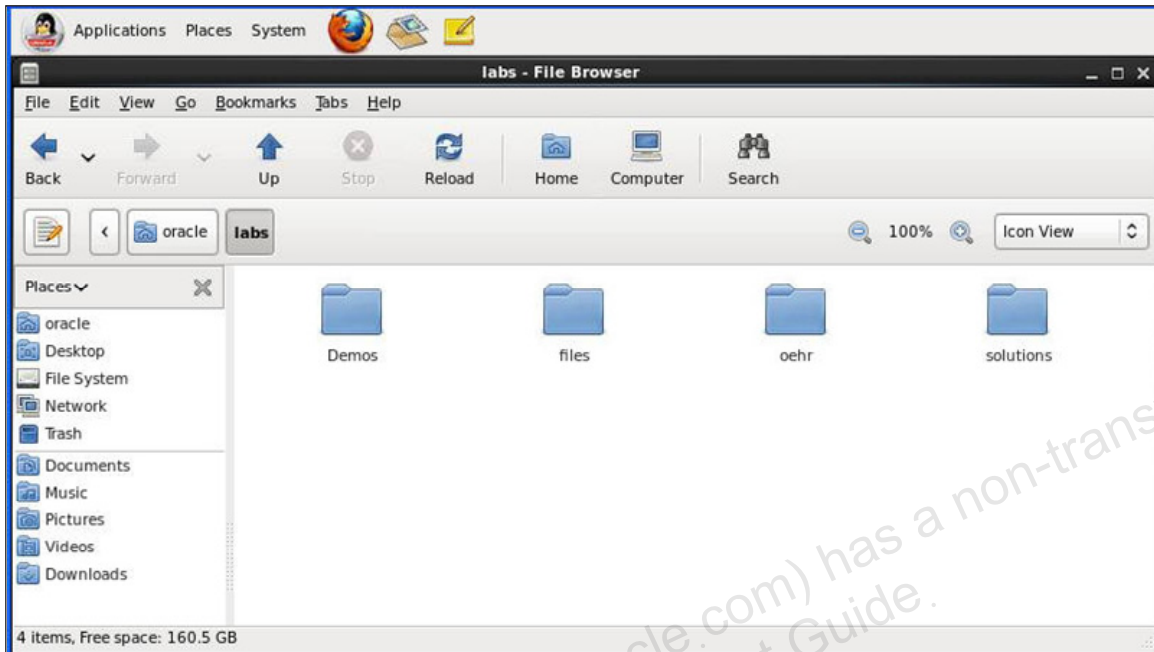 Applications Places System
labs - File Browser
File Edit View Go Bookmarks Tabs Help
Back Forward Up Stop Reload Home Computer Search
oracle labs 100% Icon View
Places
oracle
Desktop
File System
Network
Trash
Documents
Music
Pictures
Videos
Downloads
Demos files oehr solutions
4 items, Free space: 160.5 GB
com) has a non-trans
Guide.